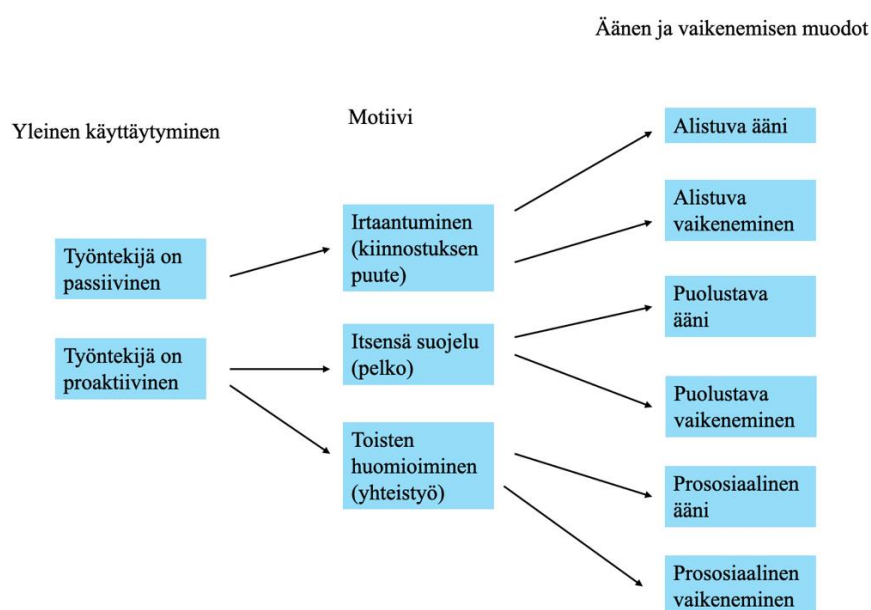 Äänen ja vaikenemisen muodot
Yleinen käyttäytyminen
Motiivi
Työntekijä on
passiivinen
Työntekijä on
proaktiivinen
Irtaantuminen
(kiinnostuksen
puute)
Itsensä suojelu
(pelko)
Toisten
huomioiminen
(yhteistyö)
Alistuva ääni
Alistuva
vaikeneminen
Puolustava
ääni
Puolustava
vaikeneminen
Prososiaalinen
ääni
Prososiaalinen
vaikeneminen